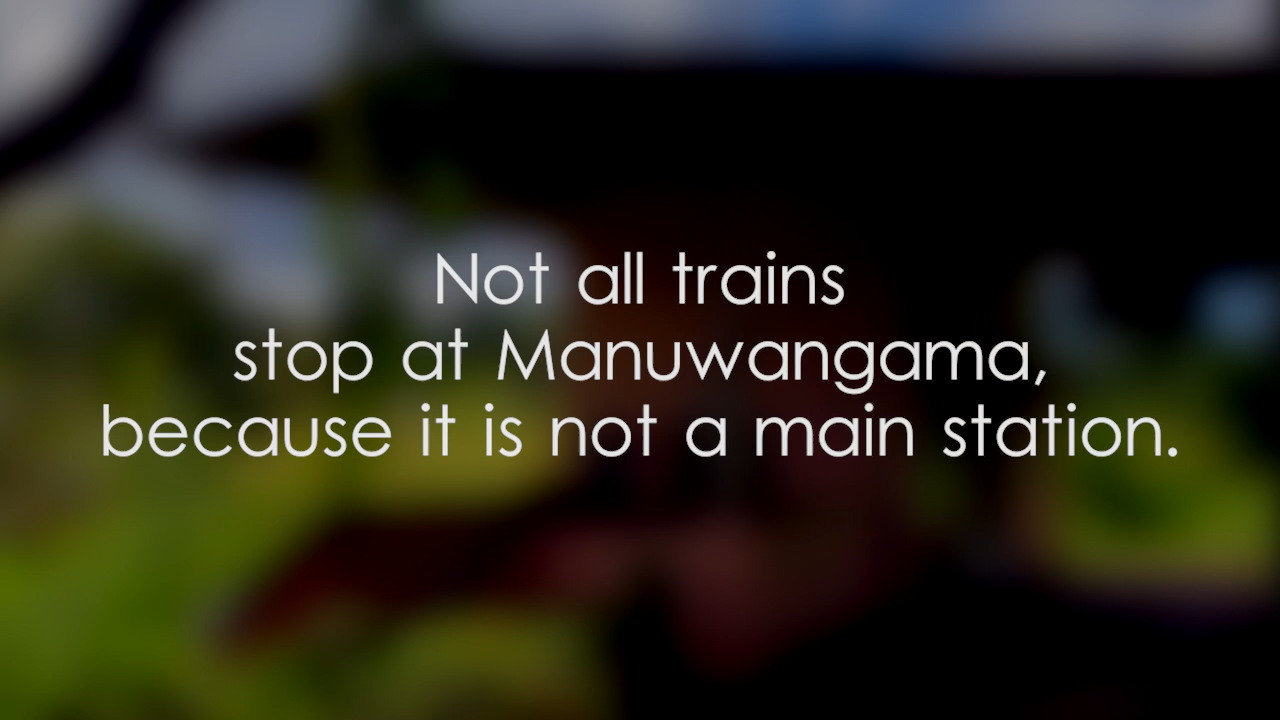 Not all trains
stop at Manuwangama,
because it is not a main station.